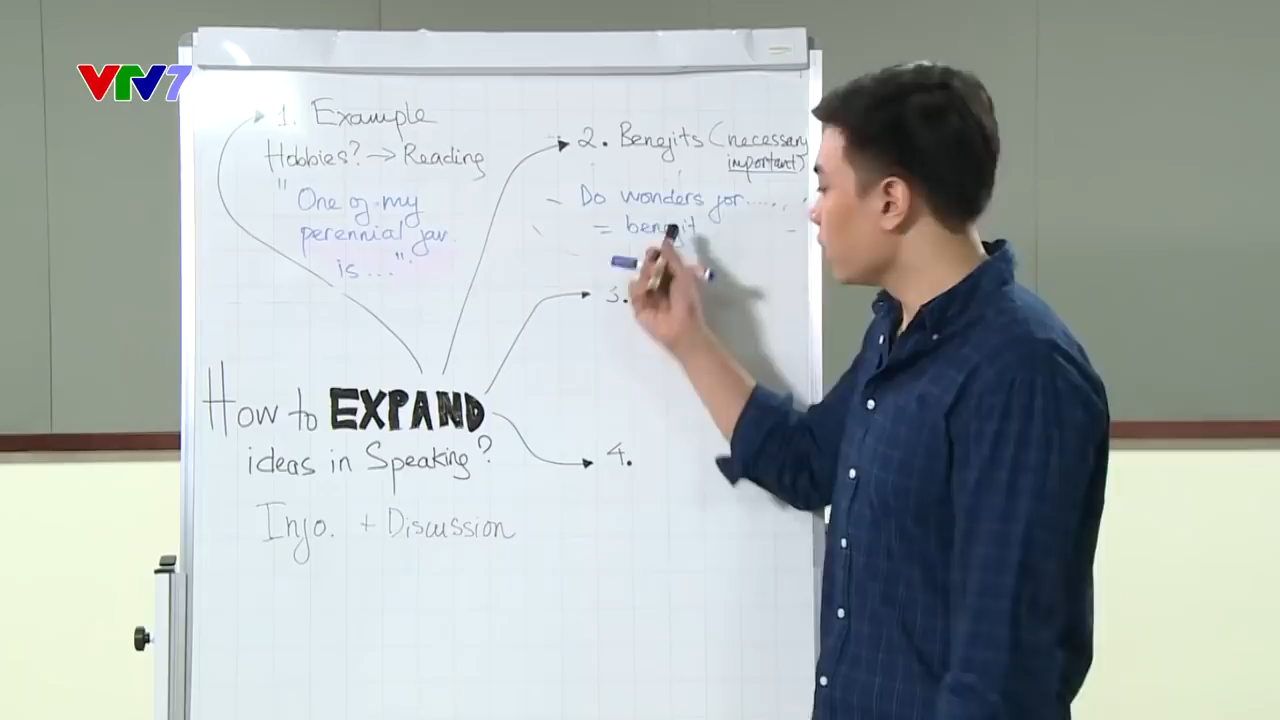 VTV7
1. Example
Hobbies? → Reading
"One of my
perennial fav.
is ...".
2. Benefits (necessary
important)
Do wonders for.....
= benefit
3.
How to EXPAND
ideas in Speaking?
4.
Info. + Discussion